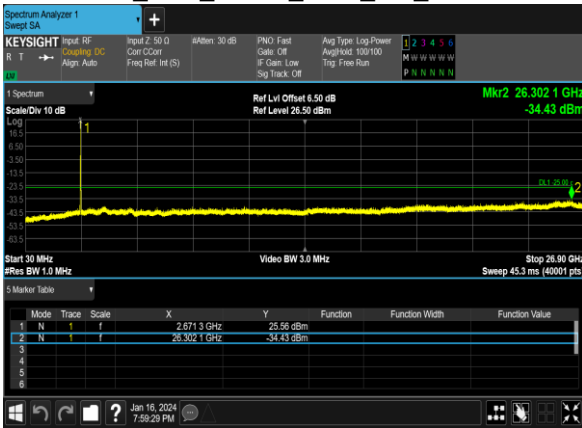 Spectrum Analyzer 1
Swept SA
KEYSIGHT Input: RF Input Z: 50 Ω #Atten: 30 dB PNO: Fast Avg Type: Log-Power 1 2 3 4 5 6
R T Coupling: DC Corr CCorr Gate: Off Avg|Hold: 100/100 M W W W W W
Align: Auto Freq Ref: Int (S) IF Gain: Low Trig: Free Run
LU Sig Track: Off P N N N N N
1 Spectrum Ref Lvl Offset 6.50 dB Mkr2 26.302 1 GHz
Scale/Div 10 dB Ref Level 26.50 dBm -34.43 dBm
Log 1
16.5
6.50
-3.50
-13.5
-23.5 DL1 -25.00 2
-33.5
-43.5
-53.5
-63.5
Start 30 MHz Video BW 3.0 MHz Stop 26.90 GHz
#Res BW 1.0 MHz Sweep 45.3 ms (40001 pts)
5 Marker Table
Mode Trace Scale X Y Function Function Width Function Value
1 N 1 f 2.671 3 GHz 25.56 dBm
2 N 1 f 26.302 1 GHz -34.43 dBm
3
4
5
6
? Jan 16, 2024
7:59:29 PM